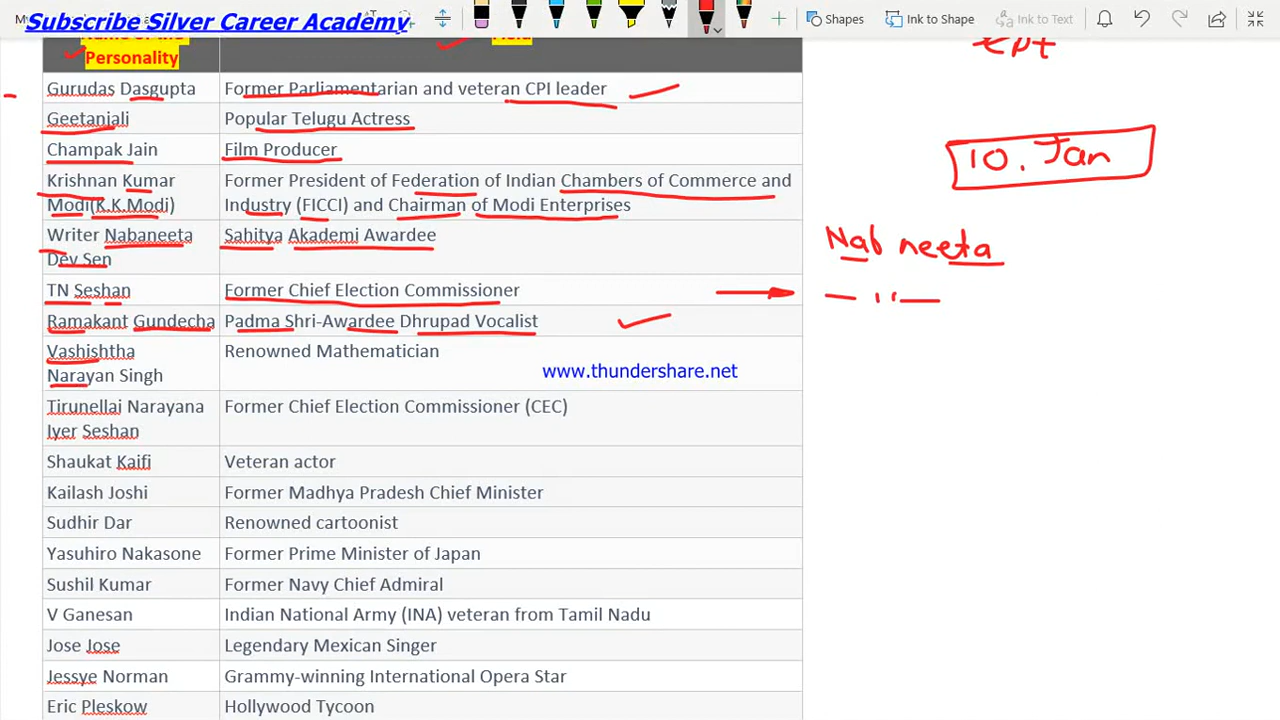 Subscribe Silver Career Academy
Shapes
Ink to Shape
Ink to Text
Personality
Gurudas Dasgupta Former Parliamentarian and veteran CPI leader
Geetanjali Popular Telugu Actress
Champak Jain Film Producer
Krishnan Kumar Former President of Federation of Indian Chambers of Commerce and
Modi(K.K.Modi) Industry (FICCI) and Chairman of Modi Enterprises
Writer Nabaneeta Sahitya Akademi Awardee
Dev Sen
TN Seshan Former Chief Election Commissioner
Ramakant Gundecha Padma Shri-Awardee Dhrupad Vocalist
Vashishtha Renowned Mathematician
Narayan Singh
Tirunellai Narayana Former Chief Election Commissioner (CEC)
Iyer Seshan
Shaukat Kaifi Veteran actor
Kailash Joshi Former Madhya Pradesh Chief Minister
Sudhir Dar Renowned cartoonist
Yasuhiro Nakasone Former Prime Minister of Japan
Sushil Kumar Former Navy Chief Admiral
V Ganesan Indian National Army (INA) veteran from Tamil Nadu
Jose Jose Legendary Mexican Singer
Jessye Norman Grammy-winning International Opera Star
Eric Pleskow Hollywood Tycoon
10. Jan
Nab neeta
www.thundershare.net